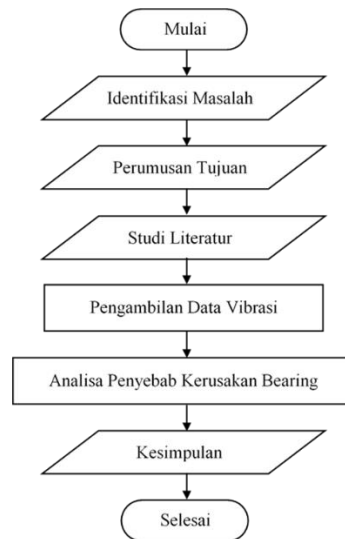 Mulai
Identifikasi Masalah
Perumusan Tujuan
Studi Literatur
Pengambilan Data Vibrasi
Analisa Penyebab Kerusakan Bearing
Kesimpulan
Selesai